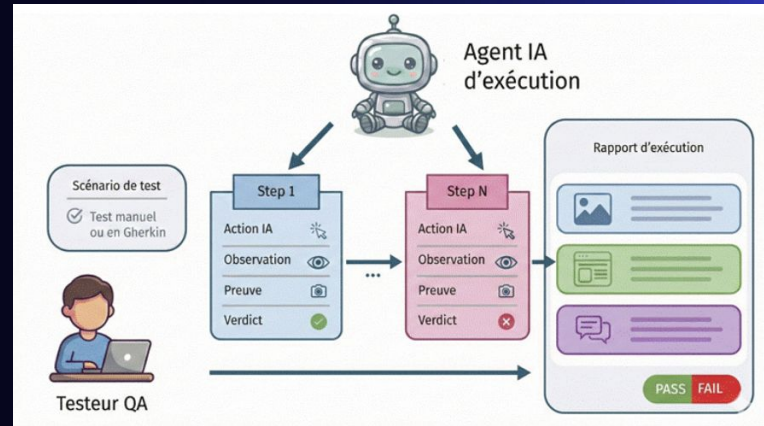 Agent IA
d'exécution
Scénario de test
Test manuel
ou en Gherkin
Testeur QA
Step 1
Action IA
Observation
Preuve
Verdict
...
Step N
Action IA
Observation
Preuve
Verdict
Rapport d'exécution
PASS FAIL